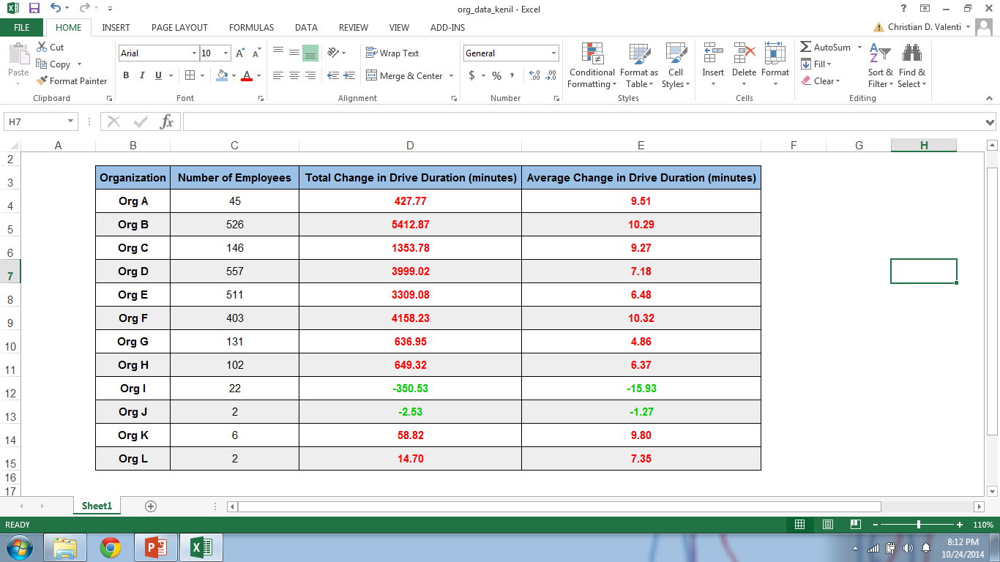 org_data_kenil - Excel
FILE HOME INSERT PAGE LAYOUT FORMULAS DATA REVIEW VIEW ADD-INS Christian D. Valenti
Paste
Cut
Copy
Format Painter
Clipboard
Arial 10
B I U
Font
Wrap Text
Merge & Center
Alignment
General
$ % ,
Number
Conditional Formatting
Format as Table
Cell Styles
Styles
Insert Delete Format
Cells
AutoSum
Fill
Clear
Sort & Filter
Find & Select
Editing
H7 fx
A B C D E F G H
2
3 Organization Number of Employees Total Change in Drive Duration (minutes) Average Change in Drive Duration (minutes)
4 Org A 45 427.77 9.51
5 Org B 526 5412.87 10.29
6 Org C 146 1353.78 9.27
7 Org D 557 3999.02 7.18
8 Org E 511 3309.08 6.48
9 Org F 403 4158.23 10.32
10 Org G 131 636.95 4.86
11 Org H 102 649.32 6.37
12 Org I 22 -350.53 -15.93
13 Org J 2 -2.53 -1.27
14 Org K 6 58.82 9.80
15 Org L 2 14.70 7.35
16
17
Sheet1
READY 110%
8:12 PM
10/24/2014